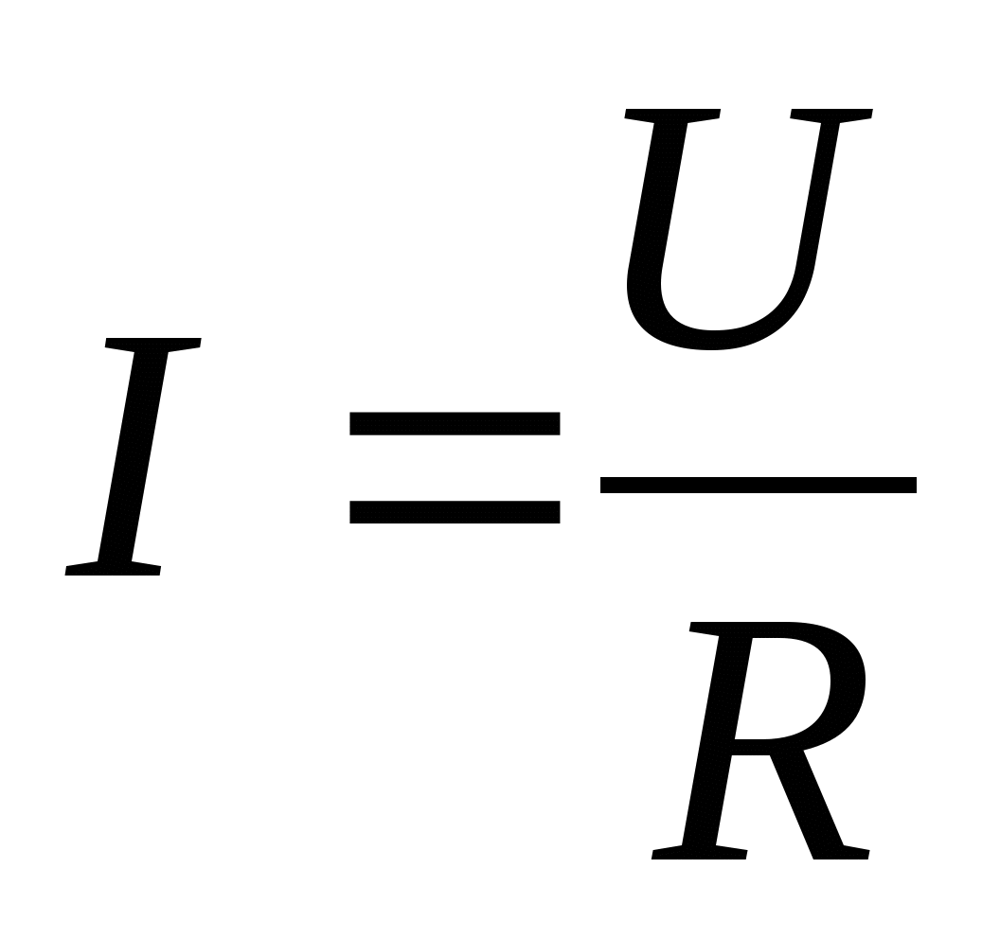 I = U/R